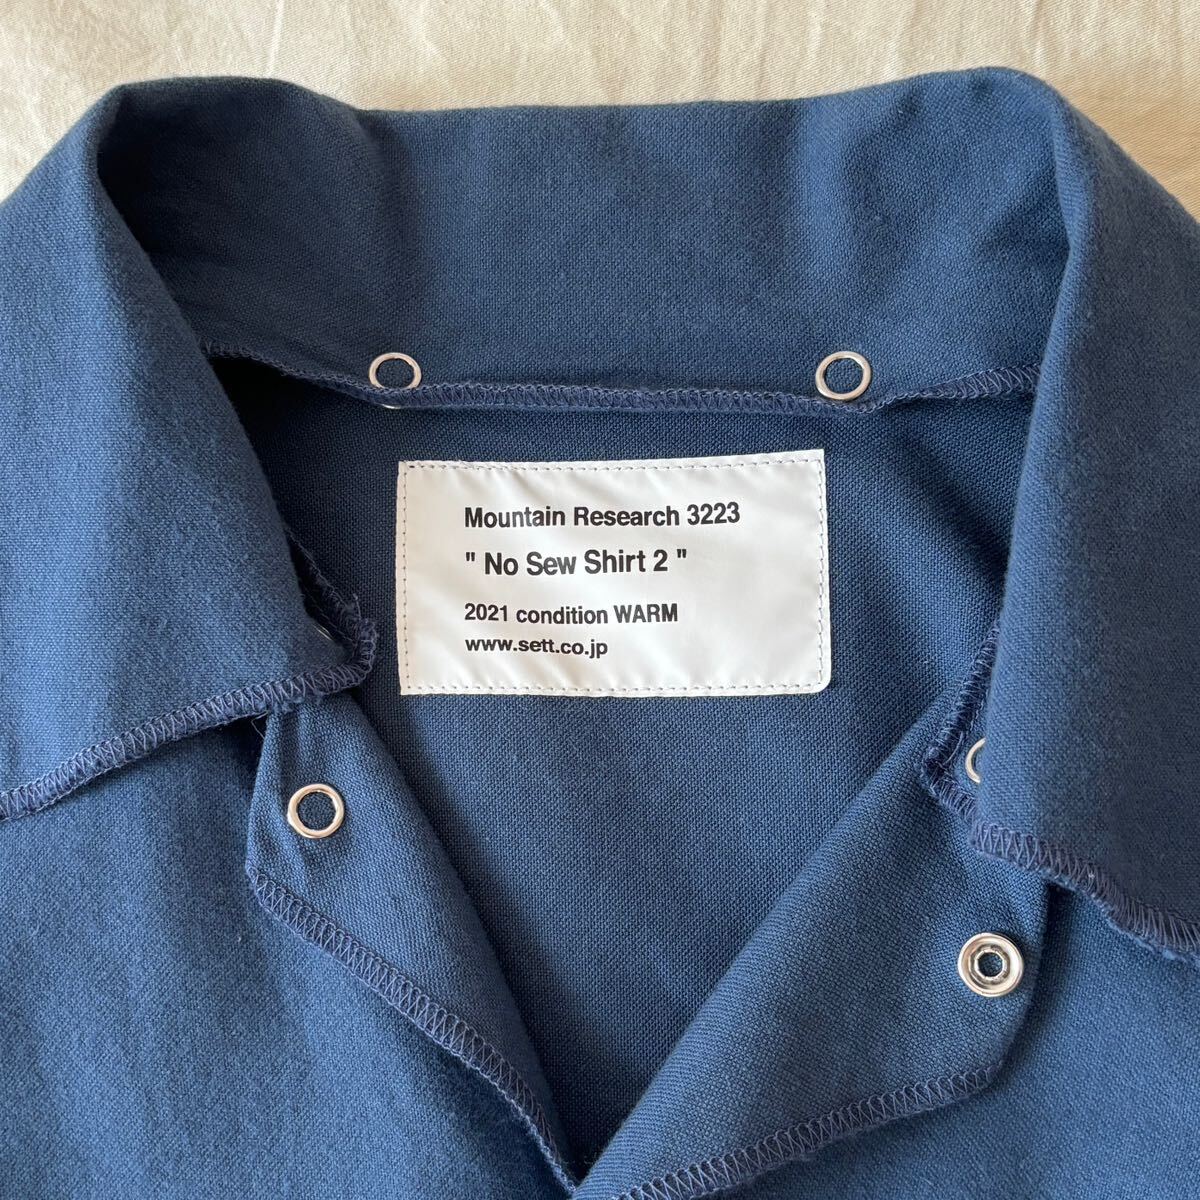 Mountain Research 3223
" No Sew Shirt 2 "
2021 condition WARM
www.sett.co.jp